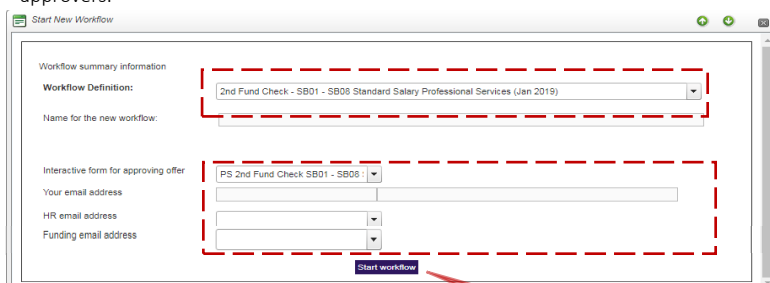 approvers.
Start New Workflow
Workflow summary information
Workflow Definition:
2nd Fund Check - SB01 - SB08 Standard Salary Professional Services (Jan 2019)
Name for the new workflow:
Interactive form for approving offer
PS 2nd Fund Check SB01 - SB08 :
Your email address
HR email address
Funding email address
Start workflow